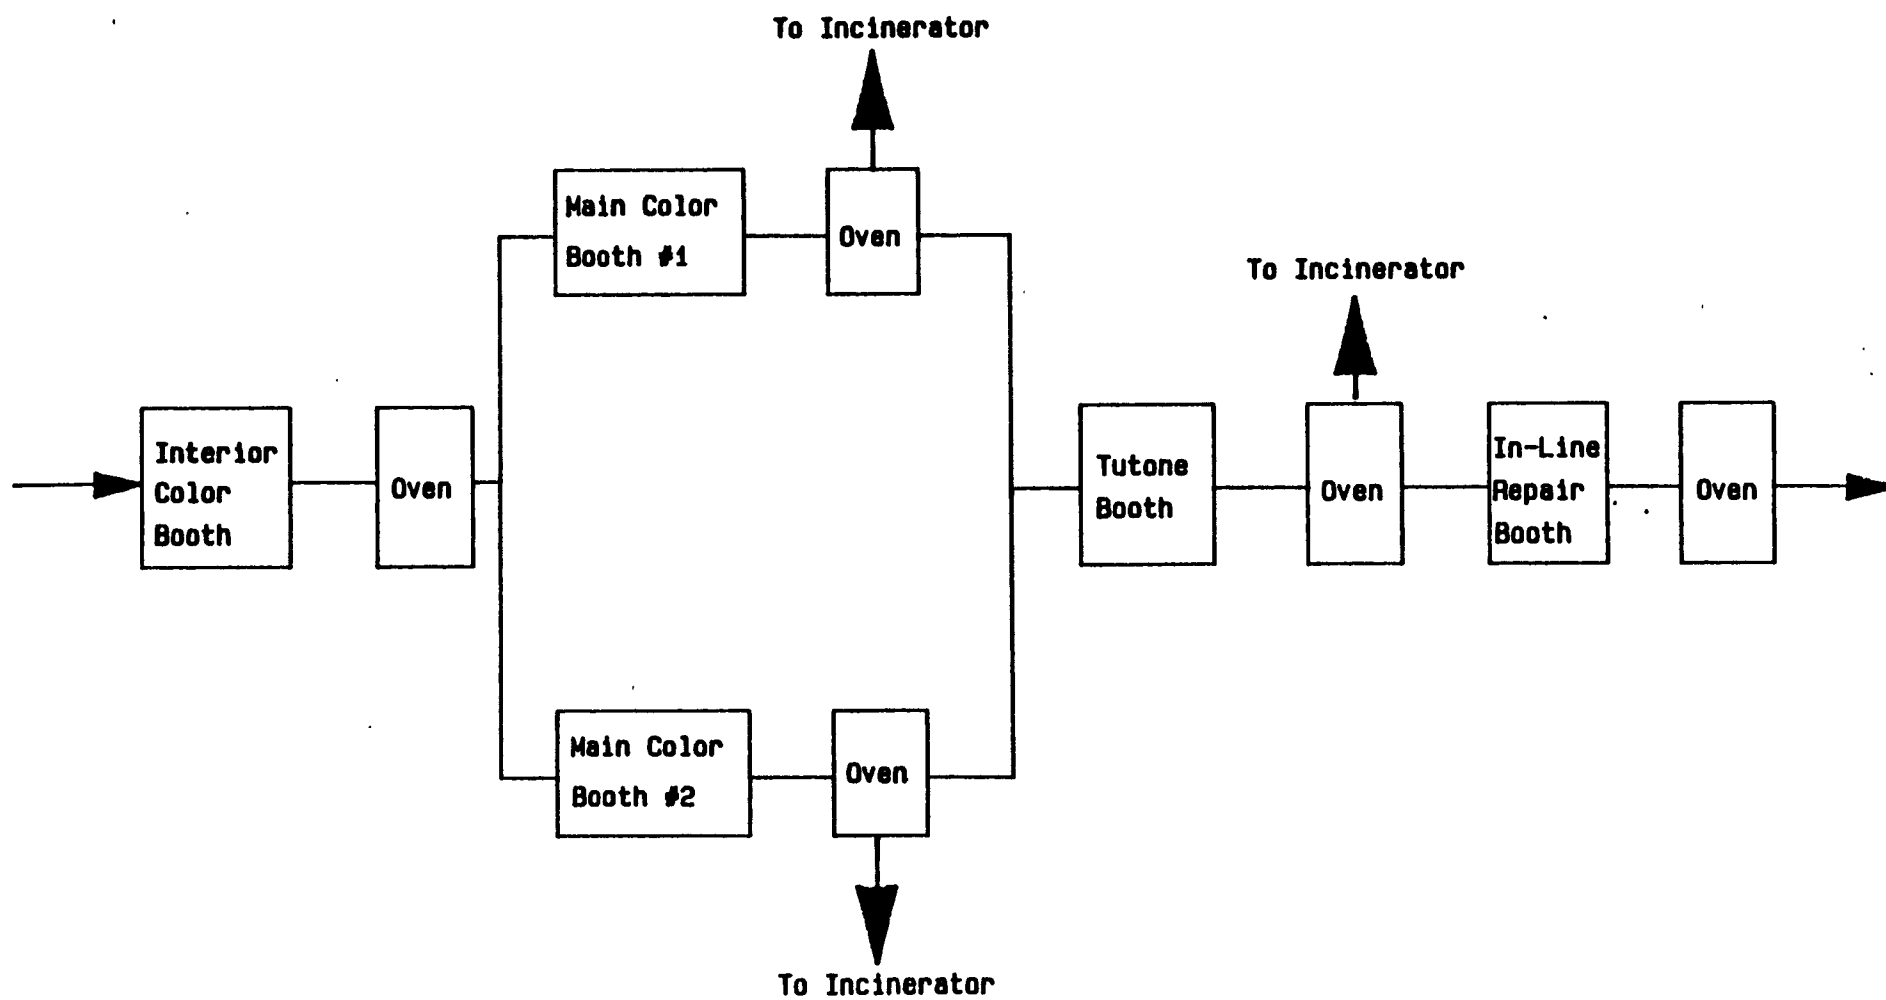 To Incinerator
Main Color
Booth #1
Oven
To Incinerator
Interior
Color
Booth
Oven
Tutone
Booth
Oven
In-Line
Repair
Booth
Oven
Main Color
Booth #2
Oven
To Incinerator